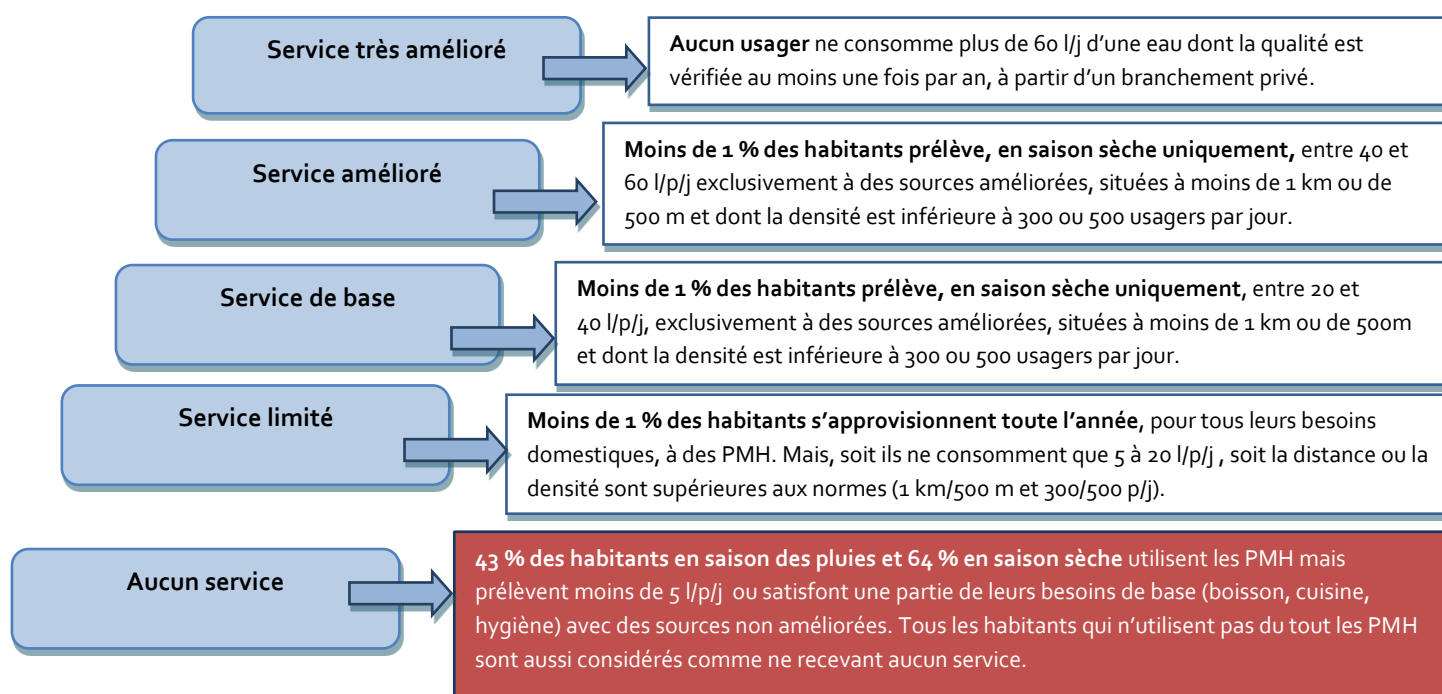 Service très amélioré
Aucun usager ne consomme plus de 60 l/j d’une eau dont la qualité est
vérifiée au moins une fois par an, à partir d’un branchement privé.
Service amélioré
Moins de 1 % des habitants prélève, en saison sèche uniquement, entre 40 et
60 l/p/j exclusivement à des sources améliorées, situées à moins de 1 km ou de
500 m et dont la densité est inférieure à 300 ou 500 usagers par jour.
Service de base
Moins de 1 % des habitants prélève, en saison sèche uniquement, entre 20 et
40 l/p/j, exclusivement à des sources améliorées, situées à moins de 1 km ou de 500m
et dont la densité est inférieure à 300 ou 500 usagers par jour.
Service limité
Moins de 1 % des habitants s’approvisionnent toute l’année, pour tous leurs besoins
domestiques, à des PMH. Mais, soit ils ne consomment que 5 à 20 l/p/j , soit la distance ou la
densité sont supérieures aux normes (1 km/500 m et 300/500 p/j).
Aucun service
43 % des habitants en saison des pluies et 64 % en saison sèche utilisent les PMH mais
prélèvent moins de 5 l/p/j ou satisfont une partie de leurs besoins de base (boisson, cuisine,
hygiène) avec des sources non améliorées. Tous les habitants qui n’utilisent pas du tout les PMH
sont aussi considérés comme ne recevant aucun service.